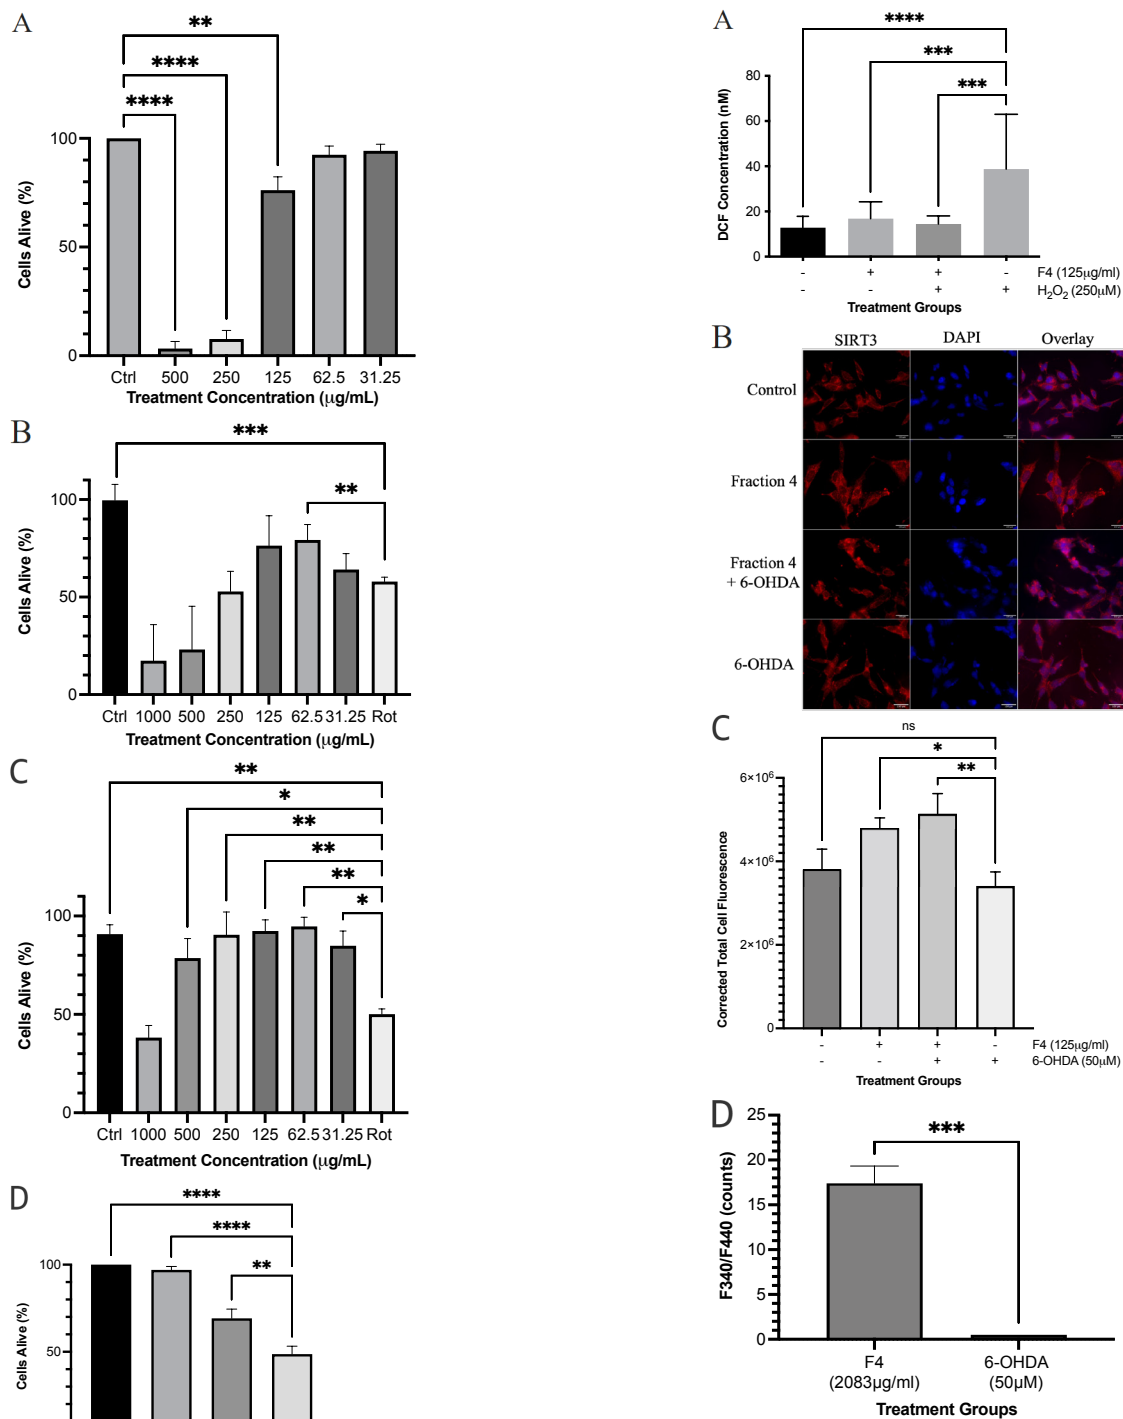 A
**
****
****
100
50
0
Cells Alive (%)
Ctrl 500 250 125 62.5 31.25
Treatment Concentration (µg/mL)
B
***
**
100
50
0
Cells Alive (%)
Ctrl 1000 500 250 125 62.5 31.25 Rot
Treatment Concentration (µg/mL)
C
**
*
**
**
**
*
100
50
0
Cells Alive (%)
Ctrl 1000 500 250 125 62.5 31.25 Rot
Treatment Concentration (µg/mL)
D
****
****
**
100
50
Cells Alive (%)
A
****
***
***
80
60
40
20
0
DCF Concentration (nM)
- + + - F4 (125µg/ml)
- - + + H₂O₂ (250µM)
Treatment Groups
B
SIRT3 DAPI Overlay
Control
Fraction 4
Fraction 4
+ 6-OHDA
6-OHDA
C
ns
*
**
6×10⁶
4×10⁶
2×10⁶
0
Corrected Total Cell Fluorescence
- + + - F4 (125µg/ml)
- - + + 6-OHDA (50µM)
Treatment Groups
D
***
25
20
15
10
5
0
F340/F440 (counts)
F4 6-OHDA
(2083µg/ml) (50µM)
Treatment Groups